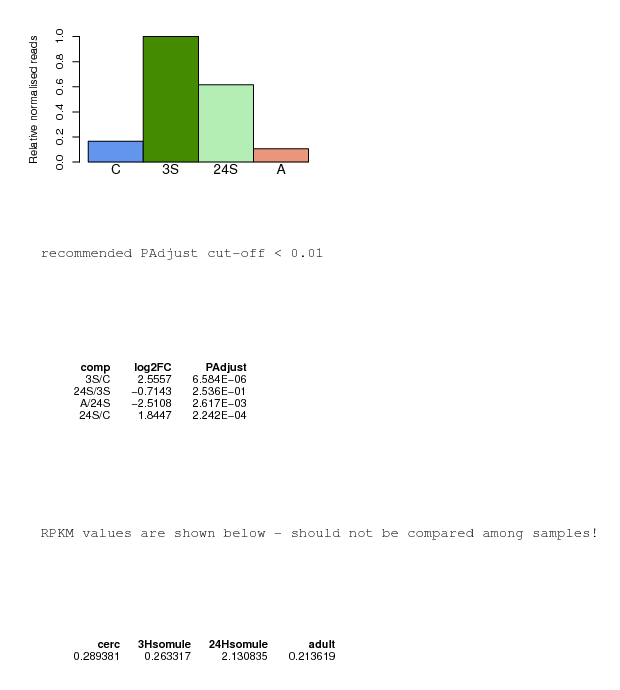 Relative normalised reads
1.0
0.8
0.6
0.4
0.2
0.0
C 3S 24S A
recommended PAdjust cut-off < 0.01
comp log2FC PAdjust
3S/C 2.5557 6.584E-06
24S/3S -0.7143 2.536E-01
A/24S -2.5108 2.617E-03
24S/C 1.8447 2.242E-04
RPKM values are shown below - should not be compared among samples!
cerc 3Hsomule 24Hsomule adult
0.289381 0.263317 2.130835 0.213619